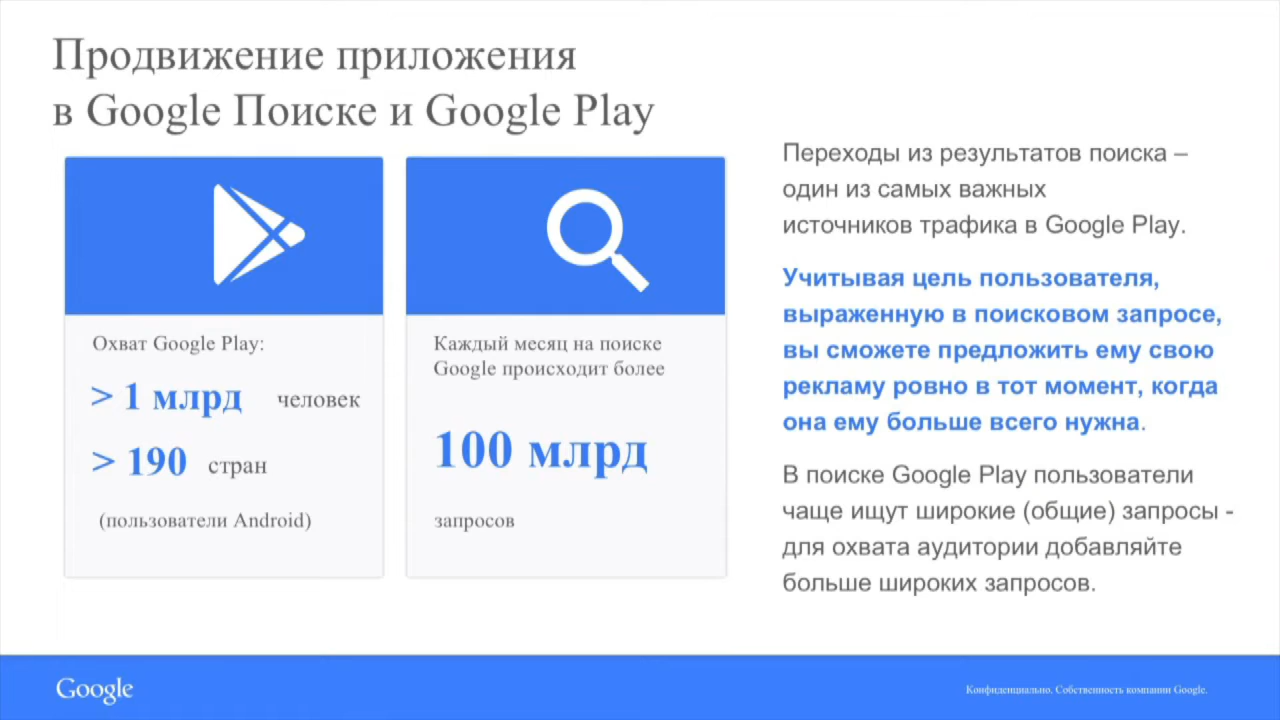 Продвижение приложения
в Google Поиске и Google Play
Охват Google Play:
> 1 млрд человек
> 190 стран
(пользователи Android)
Каждый месяц на поиске
Google происходит более
100 млрд
запросов
Переходы из результатов поиска –
один из самых важных
источников трафика в Google Play.
Учитывая цель пользователя,
выраженную в поисковом запросе,
вы сможете предложить ему свою
рекламу ровно в тот момент, когда
она ему больше всего нужна.
В поиске Google Play пользователи
чаще ищут широкие (общие) запросы -
для охвата аудитории добавляйте
больше широких запросов.
Google
Конфиденциально. Собственность компании Google.